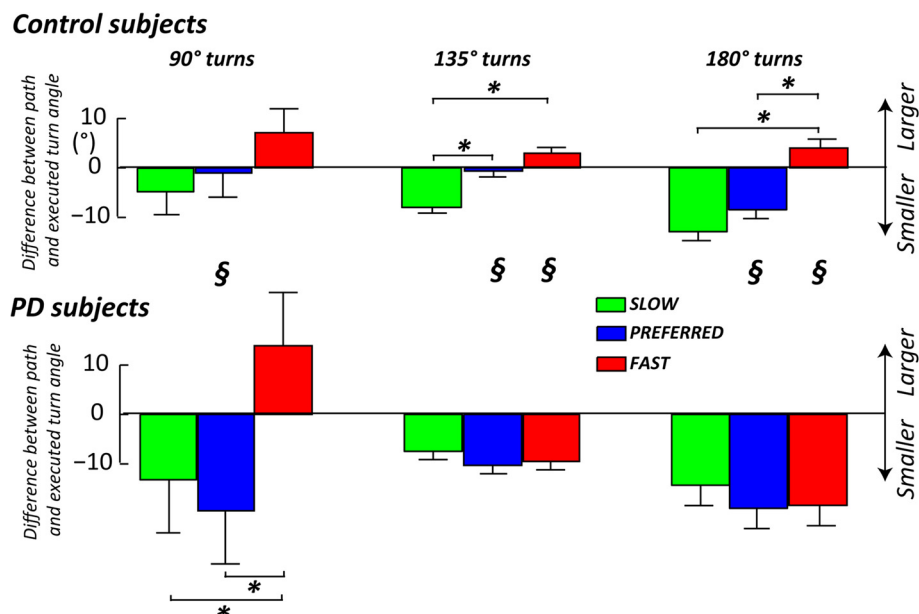 Control subjects
90° turns
135° turns
180° turns
Difference between path
and executed turn angle
10
(°)
0
−10
*
*
*
*
Larger
Smaller
§
§
§
§
§
PD subjects
SLOW
PREFERRED
FAST
Difference between path
and executed turn angle
10
0
−10
Larger
Smaller
*
*